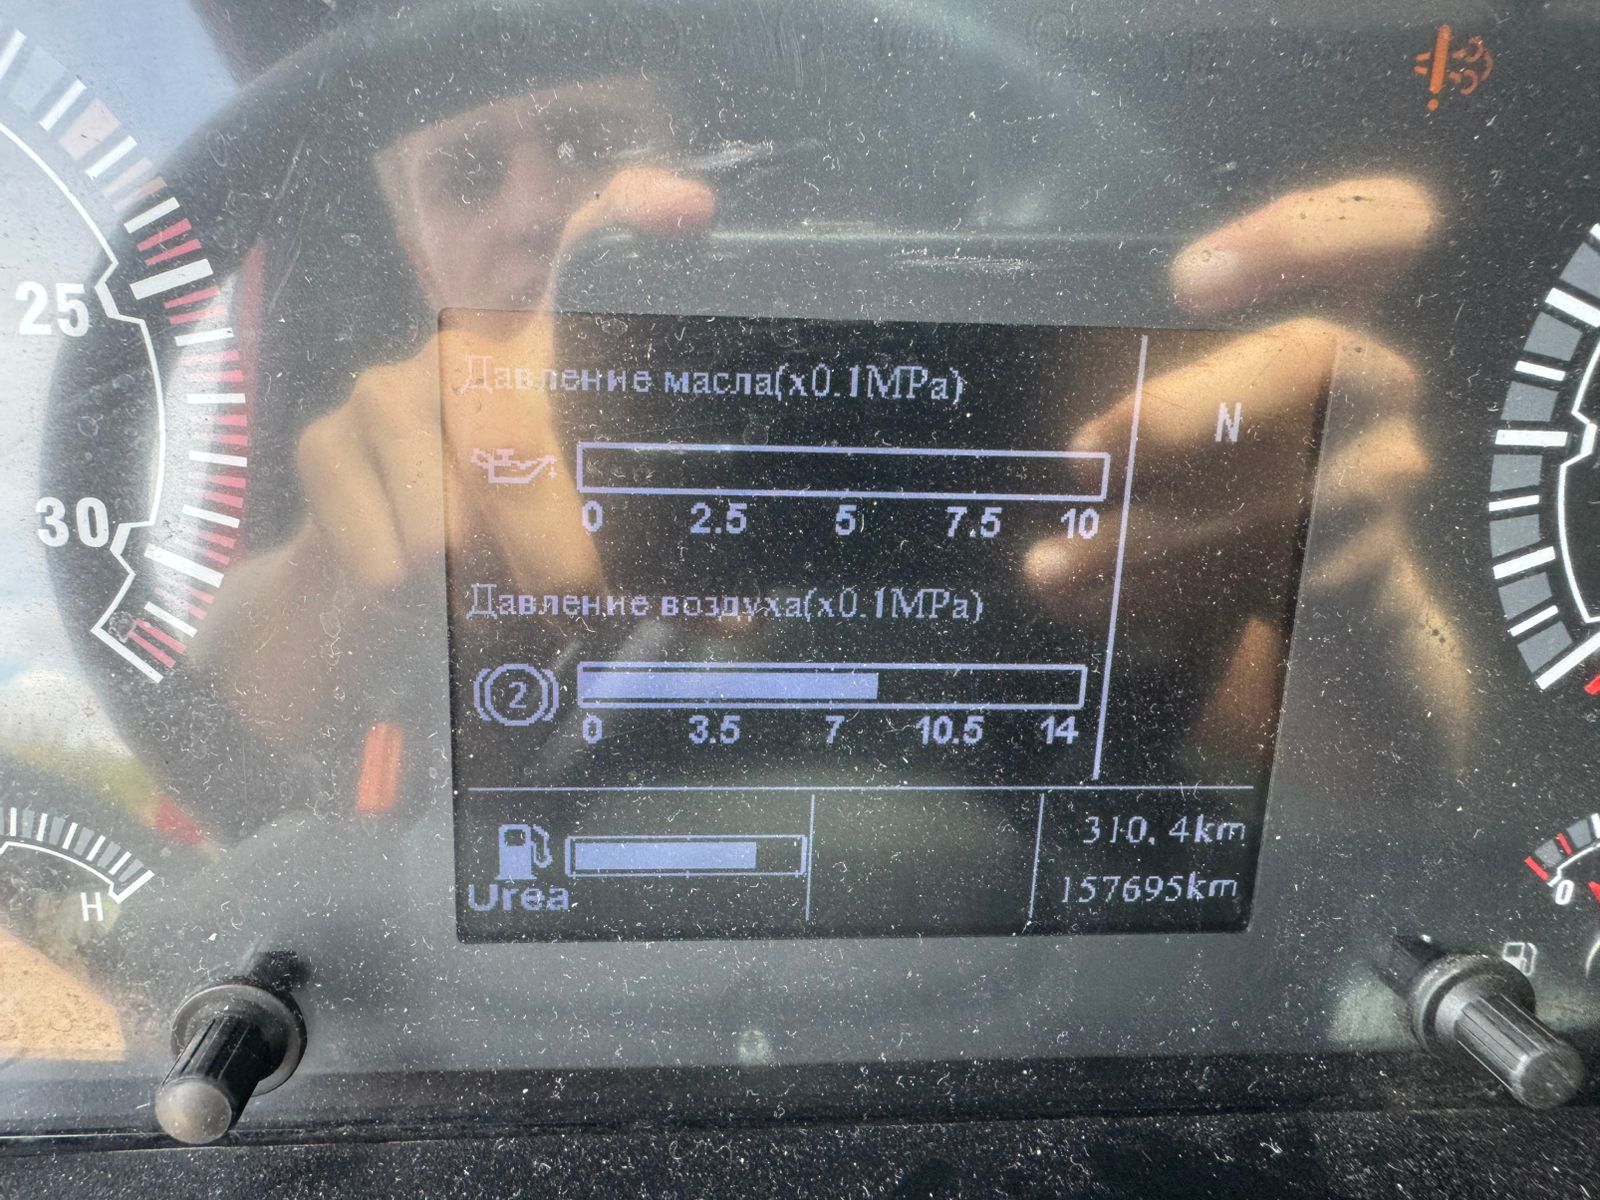 25
30
H
Давление масла(x0.1MPa)
0 2.5 5 7.5 10
N
Давление воздуха(x0.1MPa)
2
0 3.5 7 10.5 14
Urea
310.4km
157695km
0